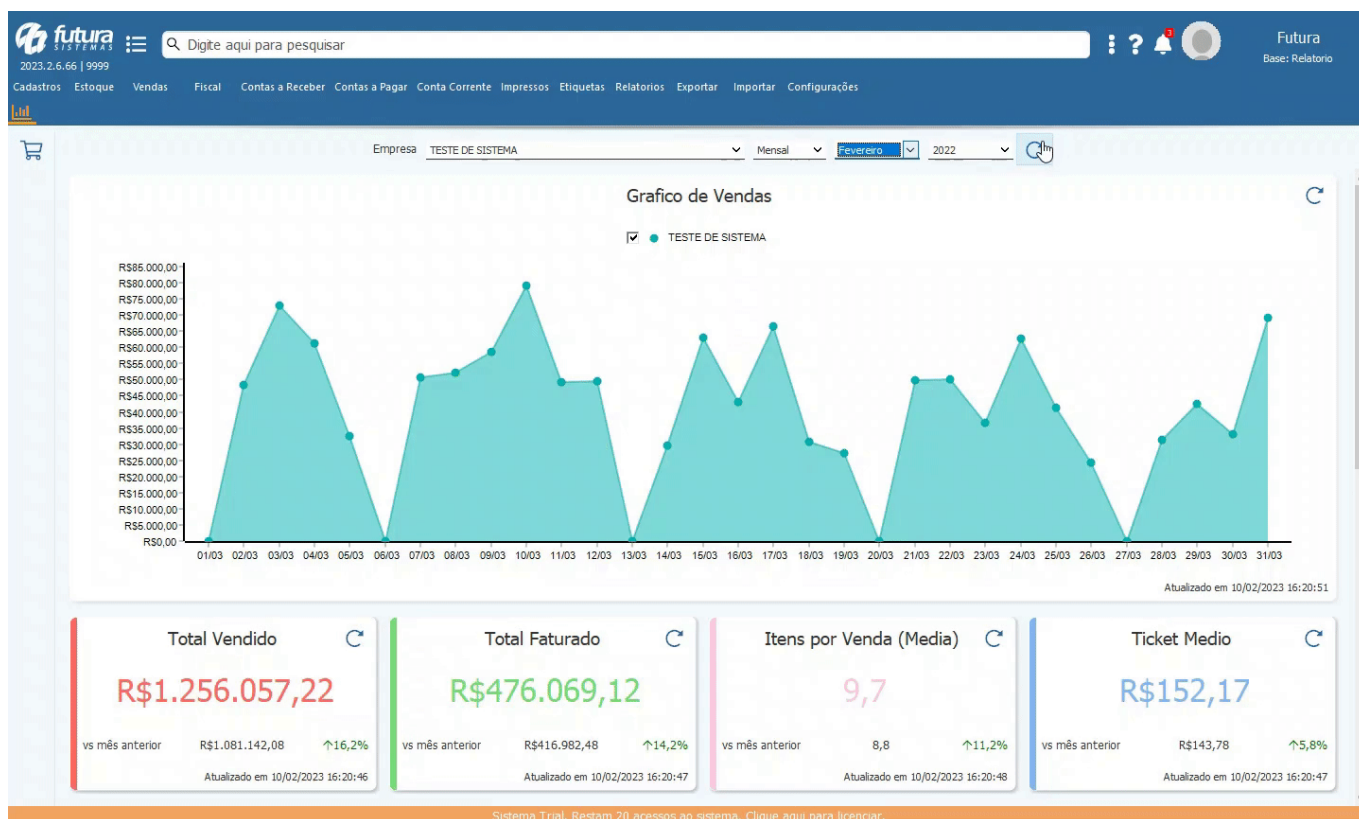 futura
SISTEMAS
Digite aqui para pesquisar
3
Futura
2023.2.6.66 | 9999
Base: Relatorio
Cadastros Estoque Vendas Fiscal Contas a Receber Contas a Pagar Conta Corrente Impressos Etiquetas Relatorios Exportar Importar Configurações
Empresa TESTE DE SISTEMA Mensal Fevereiro 2022
Grafico de Vendas
TESTE DE SISTEMA
R$85.000,00
R$80.000,00
R$75.000,00
R$70.000,00
R$65.000,00
R$60.000,00
R$55.000,00
R$50.000,00
R$45.000,00
R$40.000,00
R$35.000,00
R$30.000,00
R$25.000,00
R$20.000,00
R$15.000,00
R$10.000,00
R$5.000,00
R$0,00
01/03 02/03 03/03 04/03 05/03 06/03 07/03 08/03 09/03 10/03 11/03 12/03 13/03 14/03 15/03 16/03 17/03 18/03 19/03 20/03 21/03 22/03 23/03 24/03 25/03 26/03 27/03 28/03 29/03 30/03 31/03
Atualizado em 10/02/2023 16:20:51
Total Vendido
R$1.256.057,22
vs mês anterior R$1.081.142,08 ↑16,2%
Atualizado em 10/02/2023 16:20:46
Total Faturado
R$476.069,12
vs mês anterior R$416.982,48 ↑14,2%
Atualizado em 10/02/2023 16:20:47
Itens por Venda (Media)
9,7
vs mês anterior 8,8 ↑11,2%
Atualizado em 10/02/2023 16:20:48
Ticket Medio
R$152,17
vs mês anterior R$143,78 ↑5,8%
Atualizado em 10/02/2023 16:20:47
Sistema Trial. Restam 20 acessos ao sistema. Clique aqui para licenciar.